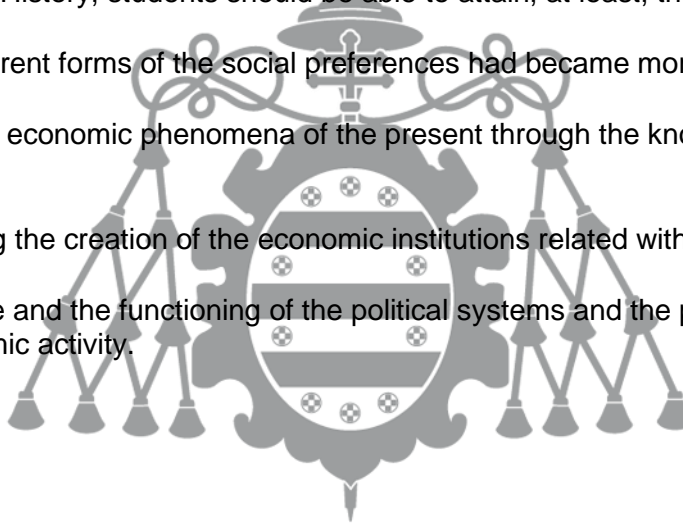 History, students should be able to attain, at least, th
erent forms of the social preferences had became mor
economic phenomena of the present through the kno
g the creation of the economic institutions related with
e and the functioning of the political systems and the p
nic activity.